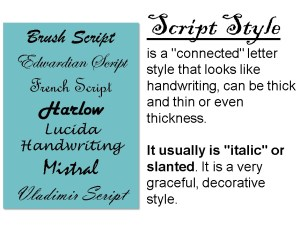 Brush Script
Edwardian Script
French Script
Harlow
Lucida
Handwriting
Mistral
Vladimir Script
Script Style
is a "connected" letter
style that looks like
handwriting, can be thick
and thin or even
thickness.
It usually is "italic" or
slanted. It is a very
graceful, decorative
style.